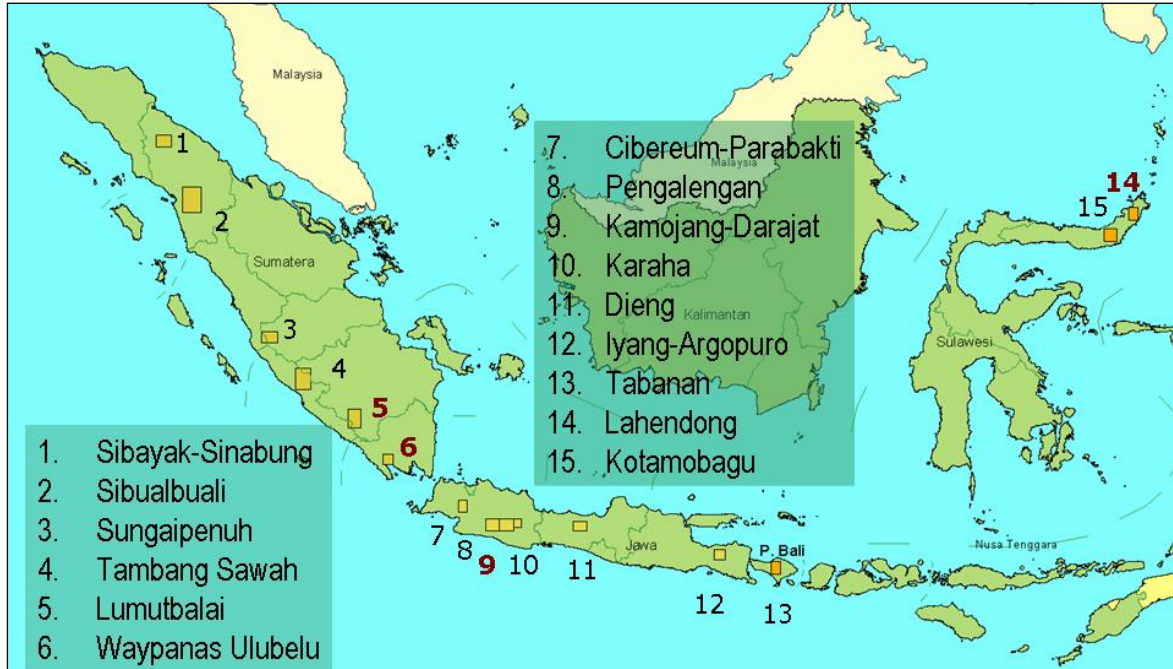 Malaysia
1
2
Sumatera
3
4
5
6
1. Sibayak-Sinabung
2. Sibualbuali
3. Sungaipenuh
4. Tambang Sawah
5. Lumutbalai
6. Waypanas Ulubelu
Malaysia
Kalimantan
7. Cibereum-Parabakti
8. Pengalengan
9. Kamojang-Darajat
10. Karaha
11. Dieng
12. Iyang-Argopuro
13. Tabanan
14. Lahendong
15. Kotamobagu
14
15
Sulawesi
7
8
9
10
11
Jawa
12
P. Bali
13
Nusa Tenggara